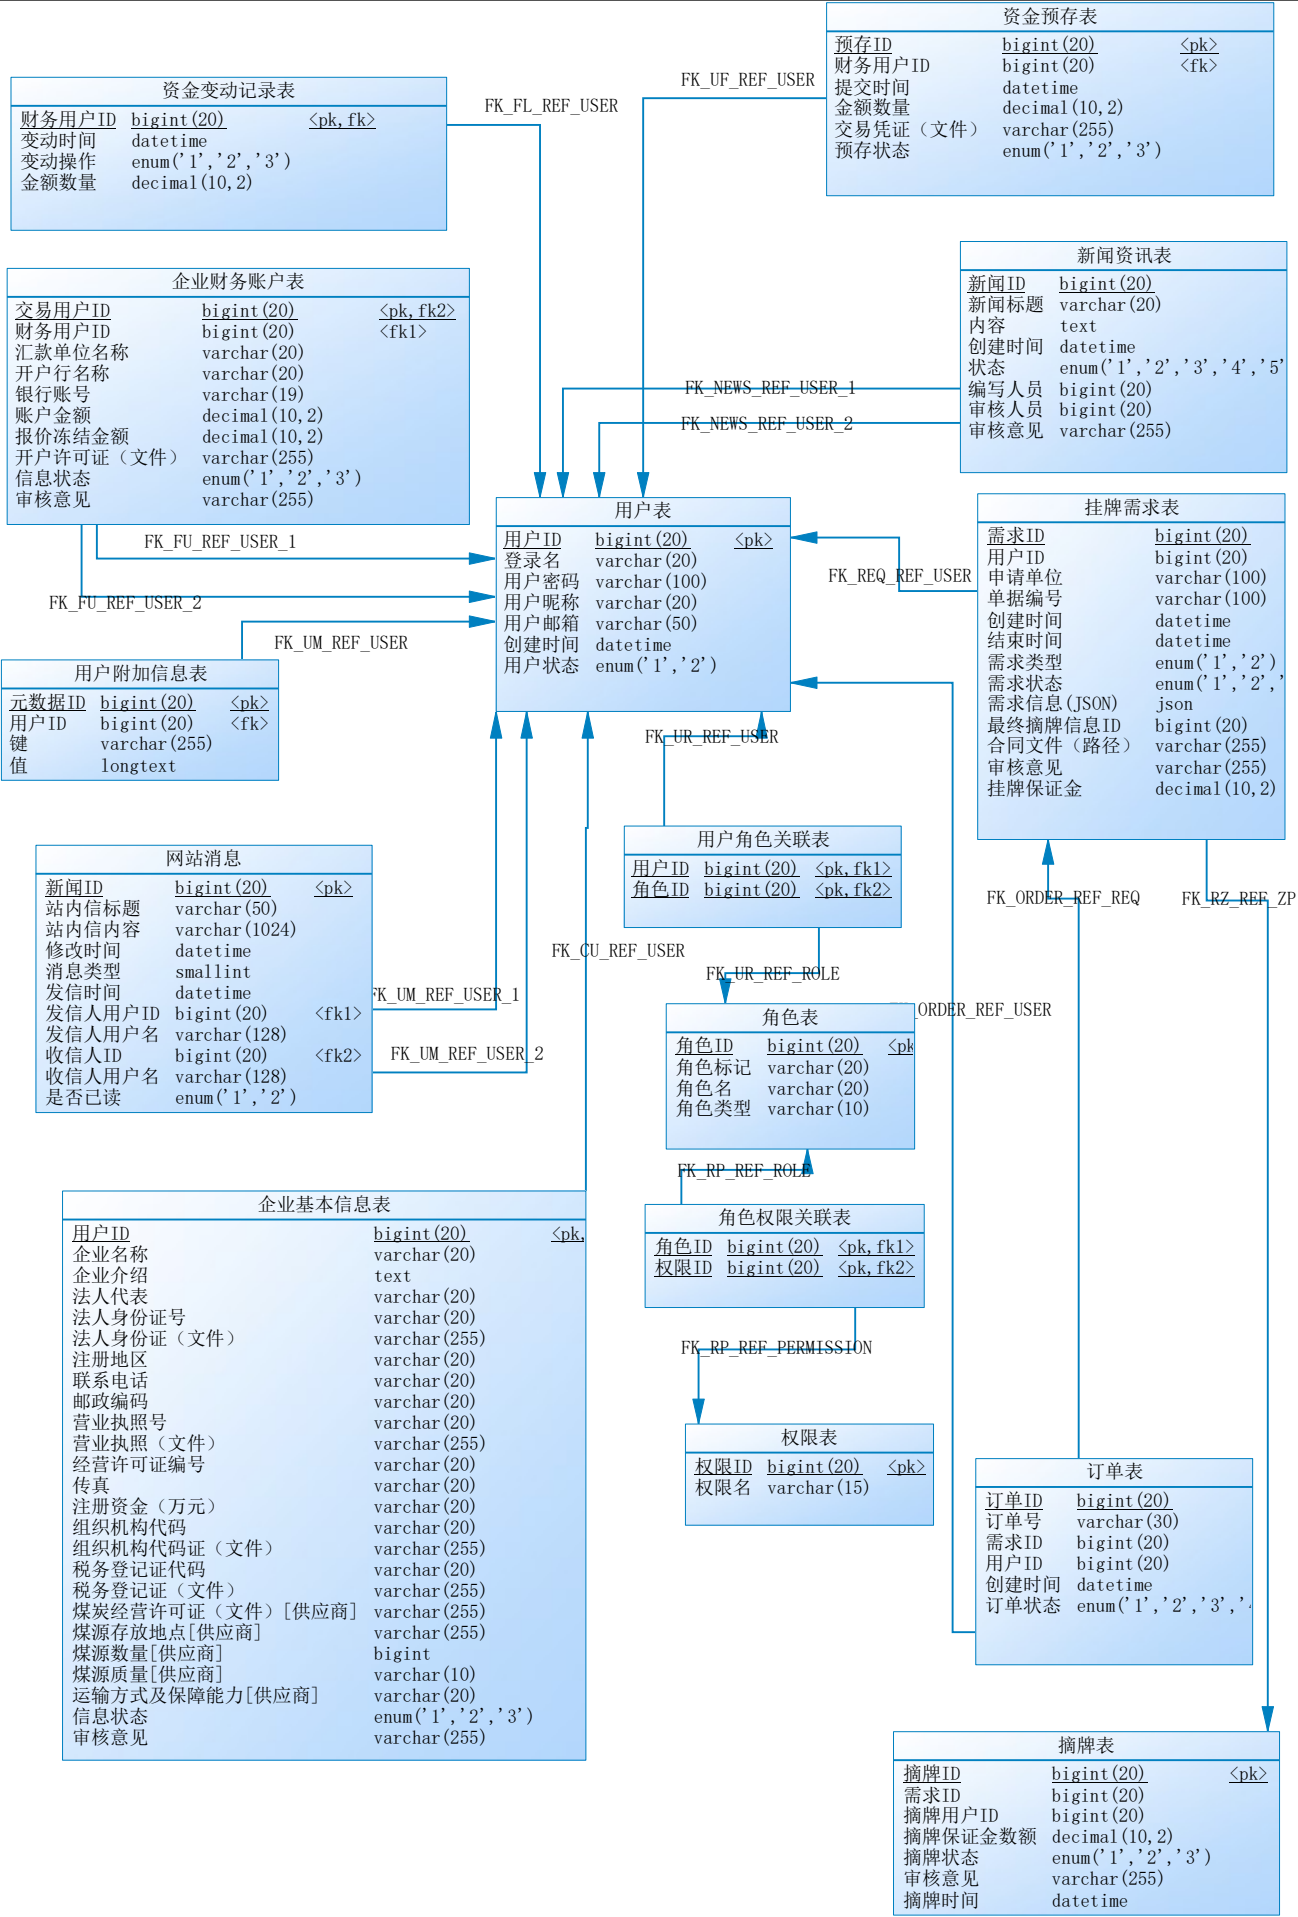 资金预存表
预存ID bigint(20) <pk>
财务用户ID bigint(20) <fk>
提交时间 datetime
金额数量 decimal(10,2)
交易凭证（文件） varchar(255)
预存状态 enum('1','2','3')
FK_UF_REF_USER
资金变动记录表
财务用户ID bigint(20) <pk,fk>
变动时间 datetime
变动操作 enum('1','2','3')
金额数量 decimal(10,2)
FK_FL_REF_USER
新闻资讯表
新闻ID bigint(20)
新闻标题 varchar(20)
内容 text
创建时间 datetime
状态 enum('1','2','3','4','5'
编写人员 bigint(20)
审核人员 bigint(20)
审核意见 varchar(255)
FK_NEWS_REF_USER_1
FK_NEWS_REF_USER_2
企业财务账户表
交易用户ID bigint(20) <pk,fk2>
财务用户ID bigint(20) <fk1>
汇款单位名称 varchar(20)
开户行名称 varchar(20)
银行账号 varchar(19)
账户金额 decimal(10,2)
报价冻结金额 decimal(10,2)
开户许可证（文件） varchar(255)
信息状态 enum('1','2','3')
审核意见 varchar(255)
FK_FU_REF_USER_1
FK_FU_REF_USER_2
用户表
用户ID bigint(20) <pk>
登录名 varchar(20)
用户密码 varchar(100)
用户昵称 varchar(20)
用户邮箱 varchar(50)
创建时间 datetime
用户状态 enum('1','2')
挂牌需求表
需求ID bigint(20)
用户ID bigint(20)
申请单位 varchar(100)
单据编号 varchar(100)
创建时间 datetime
结束时间 datetime
需求类型 enum('1','2')
需求状态 enum('1','2','
需求信息(JSON) json
最终摘牌信息ID bigint(20)
合同文件（路径） varchar(255)
审核意见 varchar(255)
挂牌保证金 decimal(10,2)
FK_REQ_REF_USER
FK_UM_REF_USER
用户附加信息表
元数据ID bigint(20) <pk>
用户ID bigint(20) <fk>
键 varchar(255)
值 longtext
FK_UR_REF_USER
用户角色关联表
用户ID bigint(20) <pk,fk1>
角色ID bigint(20) <pk,fk2>
网站消息
新闻ID bigint(20) <pk>
站内信标题 varchar(50)
站内信内容 varchar(1024)
修改时间 datetime
消息类型 smallint
发信时间 datetime
发信人用户ID bigint(20) <fk1>
发信人用户名 varchar(128)
收信人ID bigint(20) <fk2>
收信人用户名 varchar(128)
是否已读 enum('1','2')
FK_UM_REF_USER_1
FK_UM_REF_USER_2
FK_CU_REF_USER
FK_UR_REF_ROLE
FK_ORDER_REF_REQ
FK_RZ_REF_ZP
_ORDER_REF_USER
角色表
角色ID bigint(20) <pk
角色标记 varchar(20)
角色名 varchar(20)
角色类型 varchar(10)
FK_RP_REF_ROLE
角色权限关联表
角色ID bigint(20) <pk,fk1>
权限ID bigint(20) <pk,fk2>
FK_RP_REF_PERMISSION
权限表
权限ID bigint(20) <pk>
权限名 varchar(15)
企业基本信息表
用户ID bigint(20) <pk,
企业名称 varchar(20)
企业介绍 text
法人代表 varchar(20)
法人身份证号 varchar(20)
法人身份证（文件） varchar(255)
注册地区 varchar(20)
联系电话 varchar(20)
邮政编码 varchar(20)
营业执照号 varchar(20)
营业执照（文件） varchar(255)
经营许可证编号 varchar(20)
传真 varchar(20)
注册资金（万元） varchar(20)
组织机构代码 varchar(20)
组织机构代码证（文件） varchar(255)
税务登记证代码 varchar(20)
税务登记证（文件） varchar(255)
煤炭经营许可证（文件）[供应商] varchar(255)
煤源存放地点[供应商] varchar(255)
煤源数量[供应商] bigint
煤源质量[供应商] varchar(10)
运输方式及保障能力[供应商] varchar(20)
信息状态 enum('1','2','3')
审核意见 varchar(255)
订单表
订单ID bigint(20)
订单号 varchar(30)
需求ID bigint(20)
用户ID bigint(20)
创建时间 datetime
订单状态 enum('1','2','3','
摘牌表
摘牌ID bigint(20) <pk>
需求ID bigint(20)
摘牌用户ID bigint(20)
摘牌保证金数额 decimal(10,2)
摘牌状态 enum('1','2','3')
审核意见 varchar(255)
摘牌时间 datetime